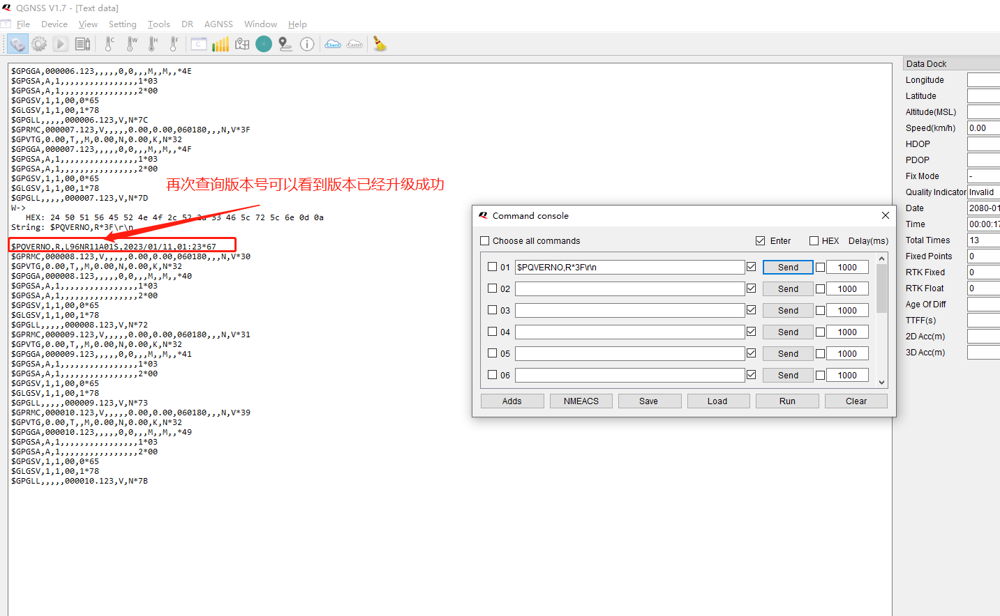 QGNSS V1.7 - [Text data]
File Device View Setting Tools DR AGNSS Window Help
C W H F C Client Caster
$GPGGA,000006.123,,,,,0,0,,,M,,M,,*4E
$GPGSA,A,1,,,,,,,,,,,,,,,,1*03
$GPGSA,A,1,,,,,,,,,,,,,,,,2*00
$GPGSV,1,1,00,0*65
$GLGSV,1,1,00,1*78
$GPGLL,,,,,000006.123,V,N*7C
$GPRMC,000007.123,V,,,,,0.00,0.00,060180,,,N,V*3F
$GPVTG,0.00,T,,M,0.00,N,0.00,K,N*32
$GPGGA,000007.123,,,,,0,0,,,M,,M,,*4F
$GPGSA,A,1,,,,,,,,,,,,,,,,1*03
$GPGSA,A,1,,,,,,,,,,,,,,,,2*00
$GPGSV,1,1,00,0*65
$GLGSV,1,1,00,1*78
$GPGLL,,,,,000007.123,V,N*7D
再次查询版本号可以看到版本已经升级成功
W->
HEX: 24 50 51 56 45 52 4e 4f 2c 52 2a 33 46 5c 72 5c 6e 0d 0a
String: $PQVERNO,R*3F\r\n
$PQVERNO,R,L96NR11A01S,2023/01/11,01:23*67
$GPRMC,000008.123,V,,,,,0.00,0.00,060180,,,N,V*30
$GPVTG,0.00,T,,M,0.00,N,0.00,K,N*32
$GPGGA,000008.123,,,,,0,0,,,M,,M,,*40
$GPGSA,A,1,,,,,,,,,,,,,,,,1*03
$GPGSA,A,1,,,,,,,,,,,,,,,,2*00
$GPGSV,1,1,00,0*65
$GLGSV,1,1,00,1*78
$GPGLL,,,,,000008.123,V,N*72
$GPRMC,000009.123,V,,,,,0.00,0.00,060180,,,N,V*31
$GPVTG,0.00,T,,M,0.00,N,0.00,K,N*32
$GPGGA,000009.123,,,,,0,0,,,M,,M,,*41
$GPGSA,A,1,,,,,,,,,,,,,,,,1*03
$GPGSA,A,1,,,,,,,,,,,,,,,,2*00
$GPGSV,1,1,00,0*65
$GLGSV,1,1,00,1*78
$GPGLL,,,,,000009.123,V,N*73
$GPRMC,000010.123,V,,,,,0.00,0.00,060180,,,N,V*39
$GPVTG,0.00,T,,M,0.00,N,0.00,K,N*32
$GPGGA,000010.123,,,,,0,0,,,M,,M,,*49
$GPGSA,A,1,,,,,,,,,,,,,,,,1*03
$GPGSA,A,1,,,,,,,,,,,,,,,,2*00
$GPGSV,1,1,00,0*65
$GLGSV,1,1,00,1*78
$GPGLL,,,,,000010.123,V,N*7B
Command console
Choose all commands Enter HEX Delay(ms)
01 $PQVERNO,R*3F\r\n Send 1000
02 Send 1000
03 Send 1000
04 Send 1000
05 Send 1000
06 Send 1000
Adds NMEACS Save Load Run Clear
Data Dock
Longitude
Latitude
Altitude(MSL)
Speed(km/h) 0.00
HDOP
PDOP
Fix Mode -
Quality Indicator Invalid
Date 2080-01
Time 00:00:17
Total Times 13
Fixed Points 0
RTK Fixed 0
RTK Float 0
Age Of Diff
TTFF(s)
2D Acc(m)
3D Acc(m)